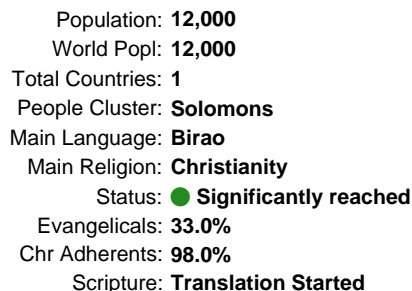 Population: 12,000
World Popl: 12,000
Total Countries: 1
People Cluster: Solomons
Main Language: Birao
Main Religion: Christianity
Status: Significantly reached
Evangelicals: 33.0%
Chr Adherents: 98.0%
Scripture: Translation Started